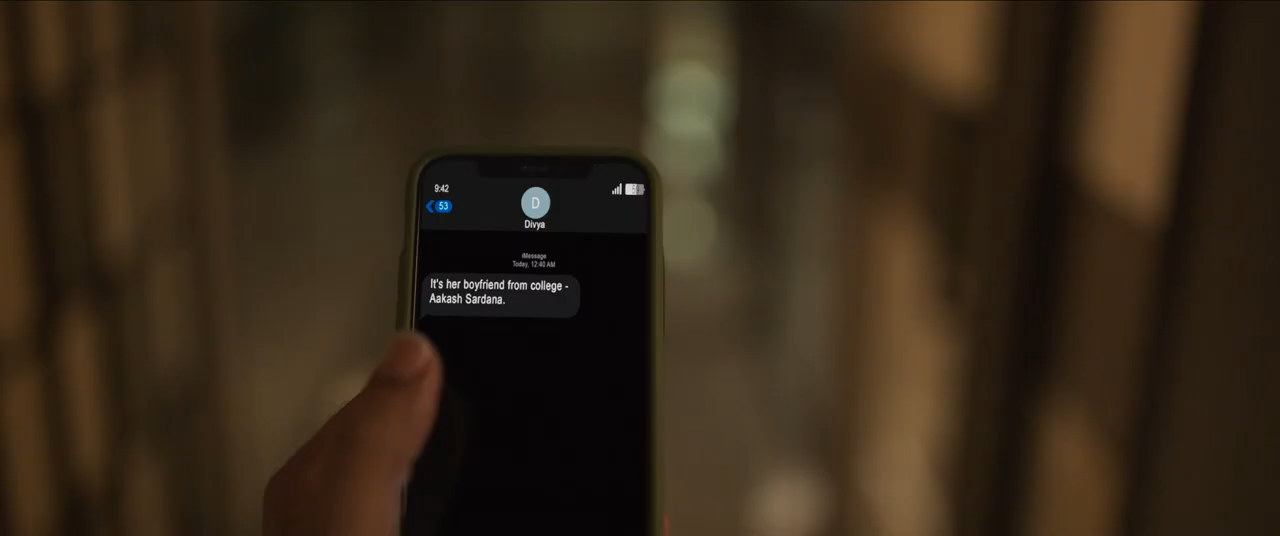 9:42
53
D
Divya
iMessage
Today, 12:40 AM
It's her boyfriend from college -
Aakash Sardana.